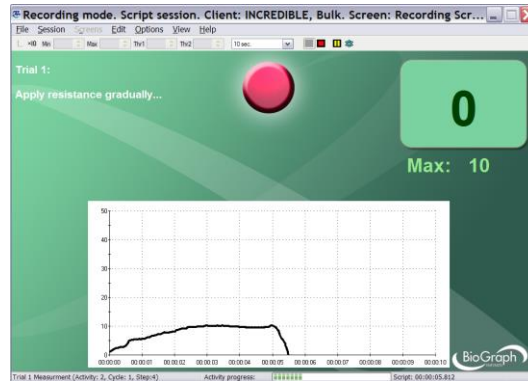 Recording mode. Script session. Client: INCREDIBLE, Bulk. Screen: Recording Scr...
File Session Screens Edit Options View Help
Min Max Thr1 Thr2 10 sec.
Trial 1:
Apply resistance gradually...
0
Max: 10
50
40
30
20
10
0
00:00:00 00:00:01 00:00:02 00:00:03 00:00:04 00:00:05 00:00:06 00:00:07 00:00:08 00:00:09 00:00:10
BioGraph
Trial 1 Measurment (Activity: 2, Cycle: 1, Step:4) Activity progress: Script: 00:00:05.812